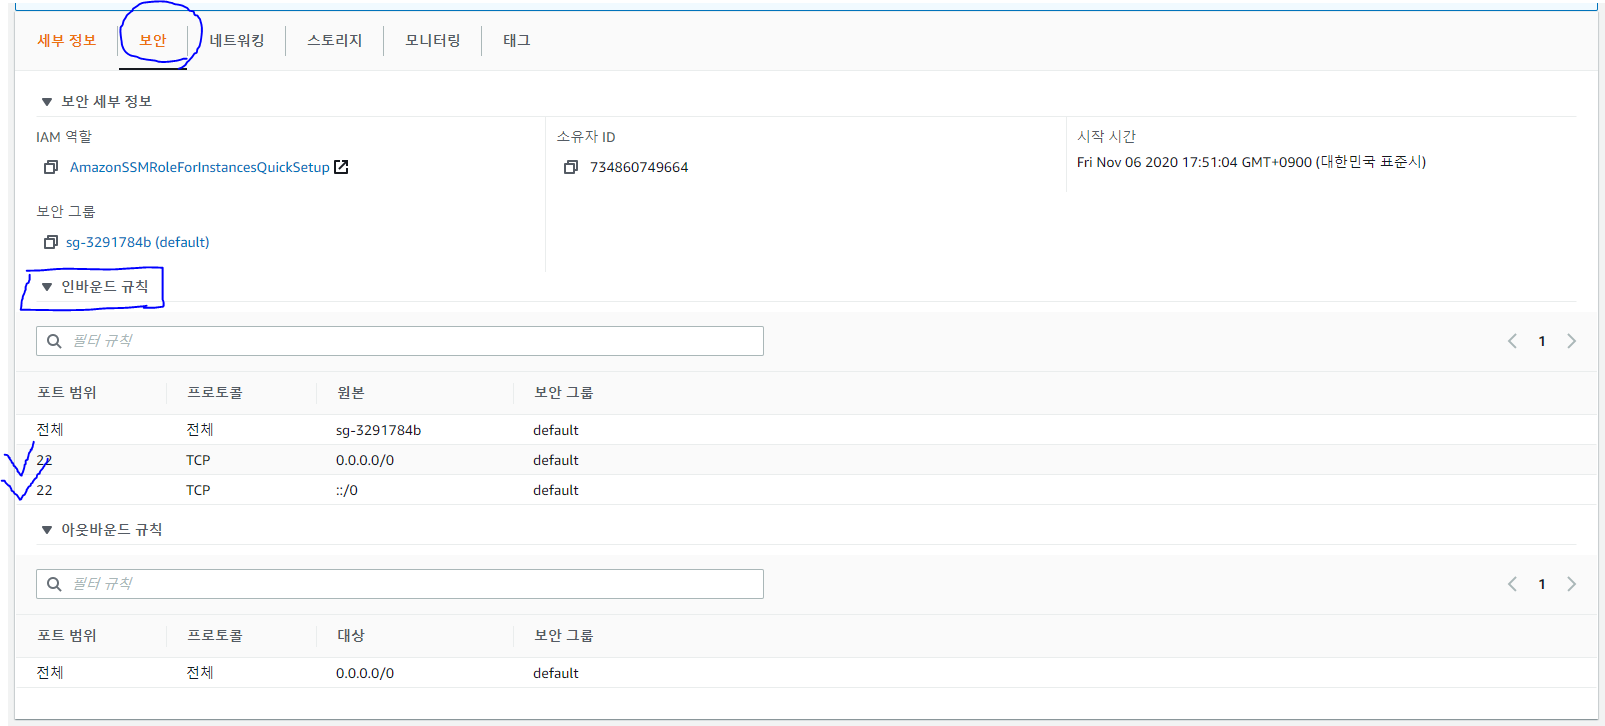 세부 정보 보안 네트워킹 스토리지 모니터링 태그
▼ 보안 세부 정보
IAM 역할 소유자 ID 시작 시간
AmazonSSMRoleForInstancesQuickSetup 734860749664 Fri Nov 06 2020 17:51:04 GMT+0900 (대한민국 표준시)
보안 그룹
sg-3291784b (default)
▼ 인바운드 규칙
필터 규칙 1
포트 범위 프로토콜 원본 보안 그룹
전체 전체 sg-3291784b default
22 TCP 0.0.0.0/0 default
22 TCP ::/0 default
▼ 아웃바운드 규칙
필터 규칙 1
포트 범위 프로토콜 대상 보안 그룹
전체 전체 0.0.0.0/0 default